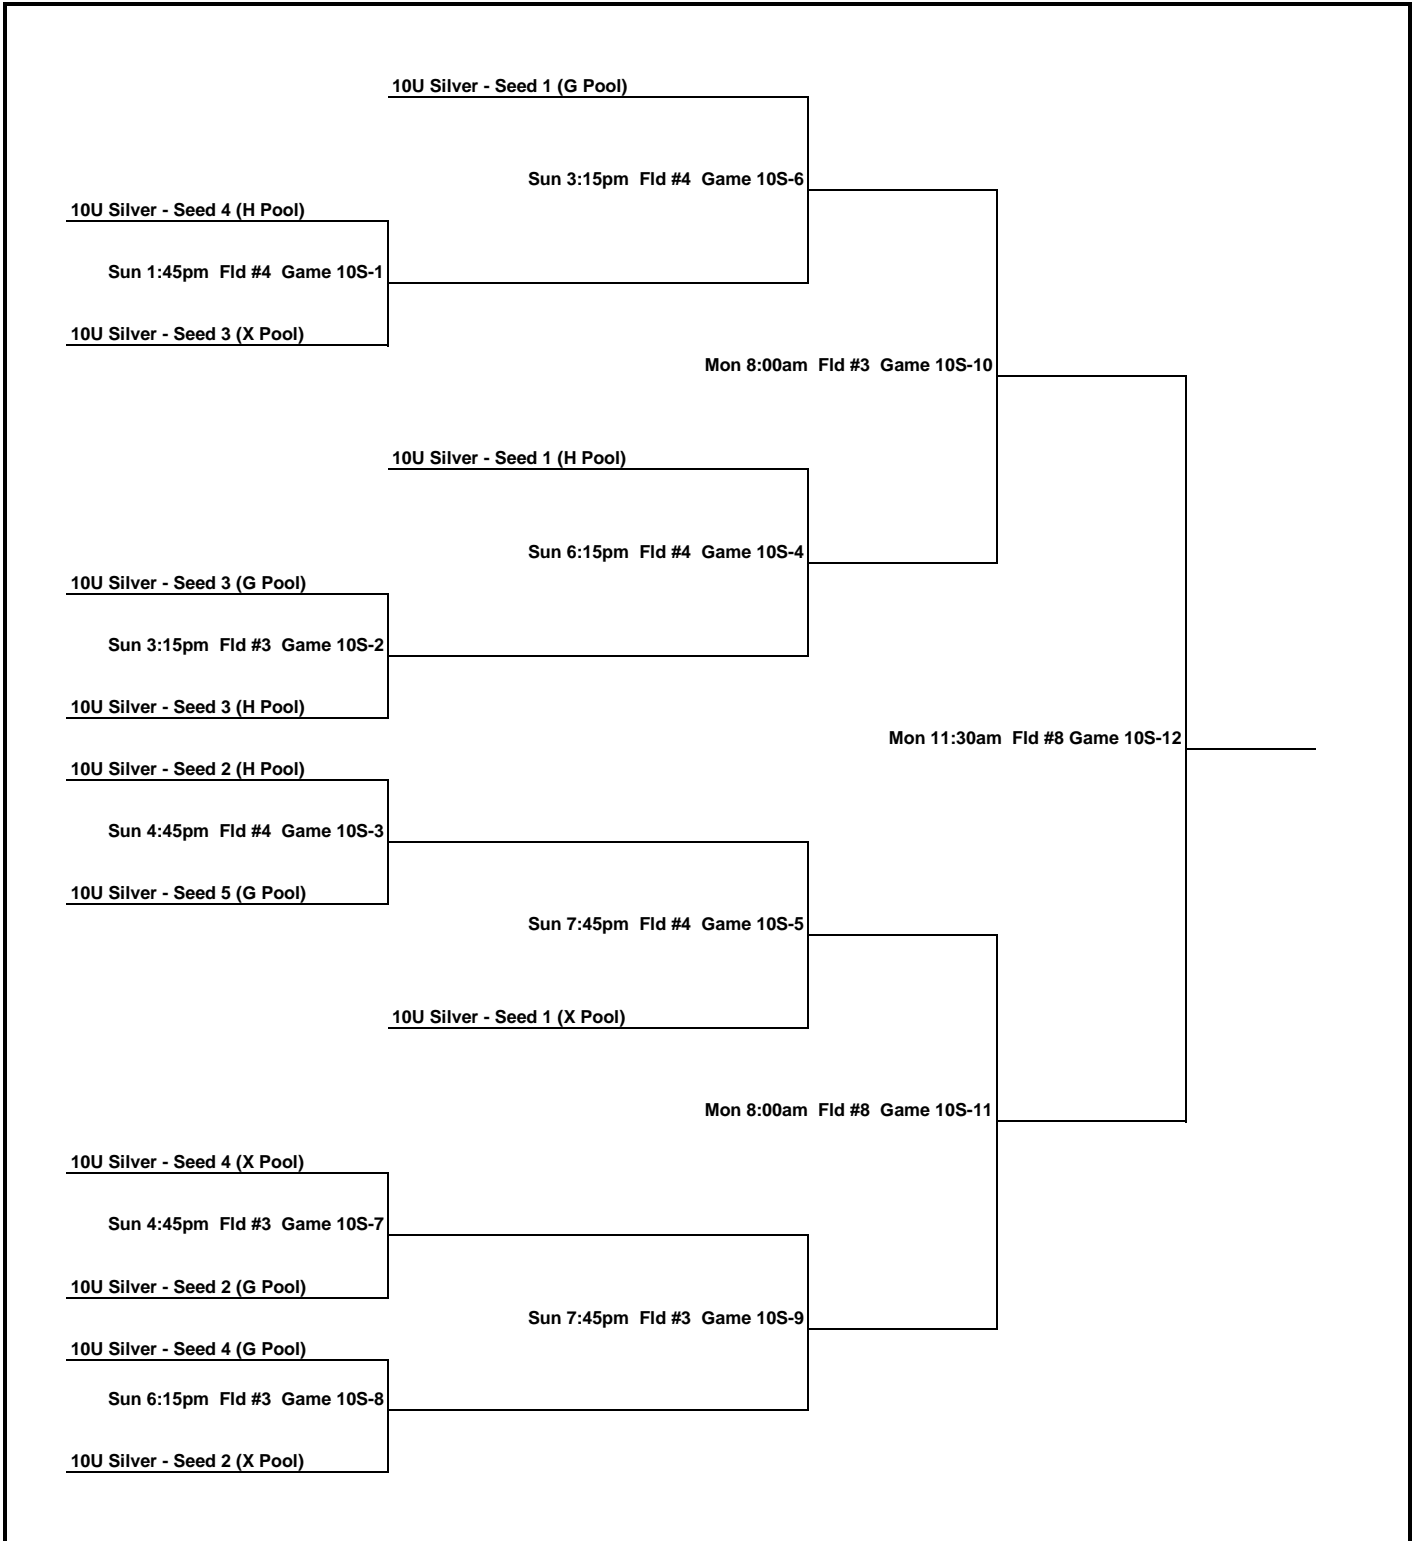 10U Silver - Seed 1 (G Pool)
Sun 3:15pm  Fld #4  Game 10S-6
10U Silver - Seed 4 (H Pool)
Sun 1:45pm  Fld #4  Game 10S-1
10U Silver - Seed 3 (X Pool)
Mon 8:00am  Fld #3  Game 10S-10
10U Silver - Seed 1 (H Pool)
Sun 6:15pm  Fld #4  Game 10S-4
10U Silver - Seed 3 (G Pool)
Sun 3:15pm  Fld #3  Game 10S-2
10U Silver - Seed 3 (H Pool)
Mon 11:30am  Fld #8 Game 10S-12
10U Silver - Seed 2 (H Pool)
Sun 4:45pm  Fld #4  Game 10S-3
10U Silver - Seed 5 (G Pool)
Sun 7:45pm  Fld #4  Game 10S-5
10U Silver - Seed 1 (X Pool)
Mon 8:00am  Fld #8  Game 10S-11
10U Silver - Seed 4 (X Pool)
Sun 4:45pm  Fld #3  Game 10S-7
10U Silver - Seed 2 (G Pool)
Sun 7:45pm  Fld #3  Game 10S-9
10U Silver - Seed 4 (G Pool)
Sun 6:15pm  Fld #3  Game 10S-8
10U Silver - Seed 2 (X Pool)